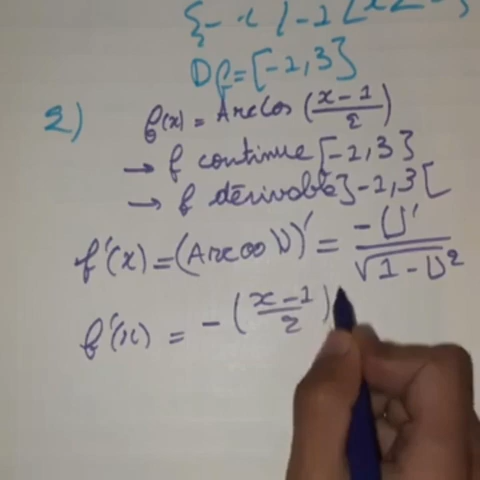 Df=[-1,3]
2) f(x) = Arccos (x-1/2)
→ f continue [-1,3]
→ f dérivable ]-1,3[
f'(x) = (Arccos U)' = -U'/√1-U²
f'(x) = - (x-1/2)